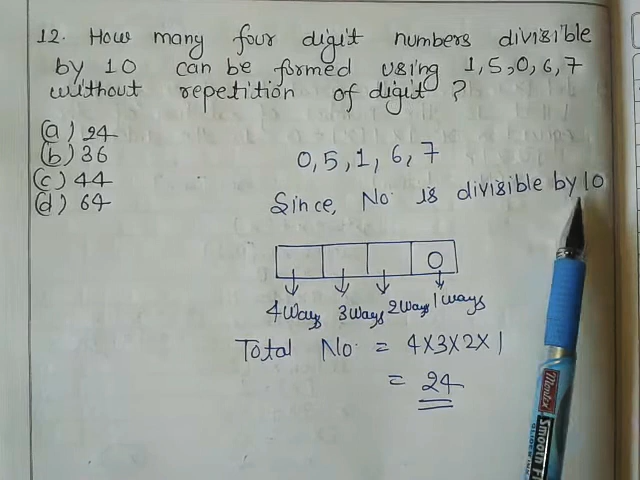 12. How many four digit numbers divisible
by 10 can be formed using 1,5,0,6,7
without repetition of digit ?
(a) 24
(b) 36
(c) 44
(d) 64
0, 5, 1, 6, 7
Since, No is divisible by 10
0
4 Ways 3 Ways 2 Ways 1 Ways
Total No. = 4×3×2×1
= 24
Montex
Smooth